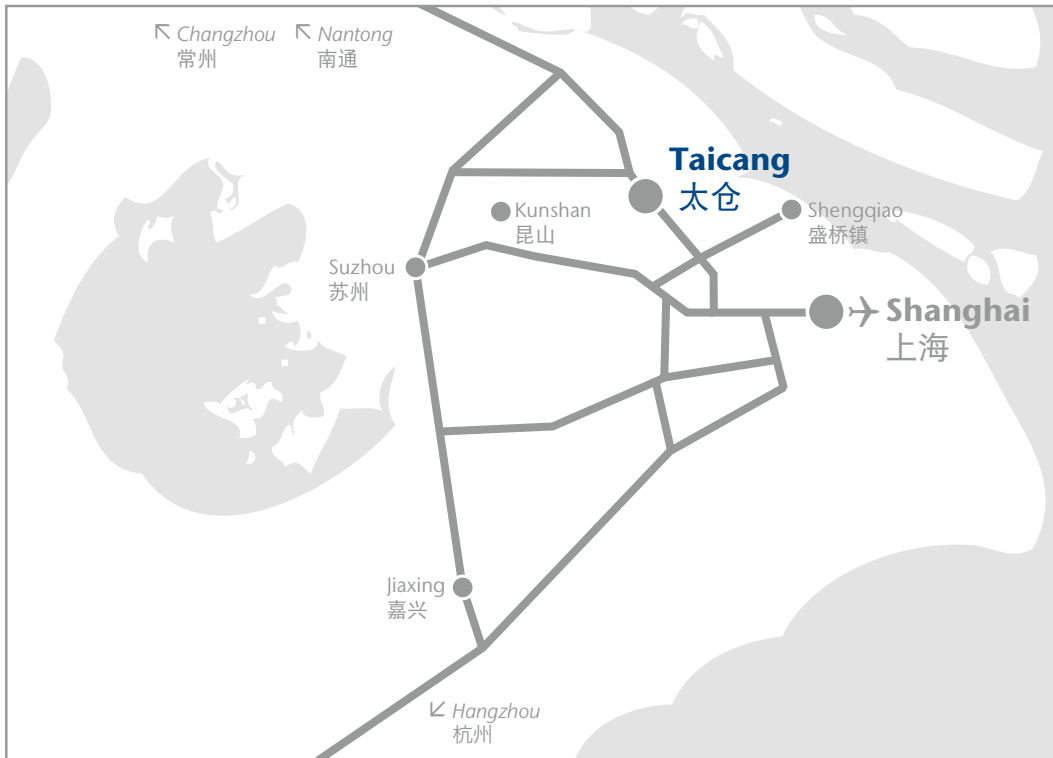 Changzhou
常州
Nantong
南通
Taicang
太仓
Kunshan
昆山
Shengqiao
盛桥镇
Suzhou
苏州
Shanghai
上海
Jiaxing
嘉兴
Hangzhou
杭州